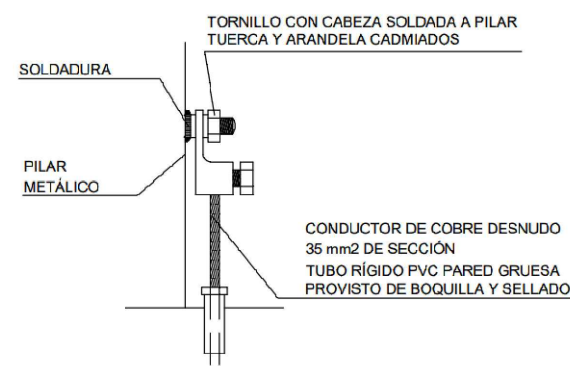 TORNILLO CON CABEZA SOLDADA A PILAR
TUERCA Y ARANDELA CADMIADOS
SOLDADURA
PILAR
METÁLICO
CONDUCTOR DE COBRE DESNUDO
35 mm2 DE SECCIÓN
TUBO RÍGIDO PVC PARED GRUESA
PROVISTO DE BOQUILLA Y SELLADO